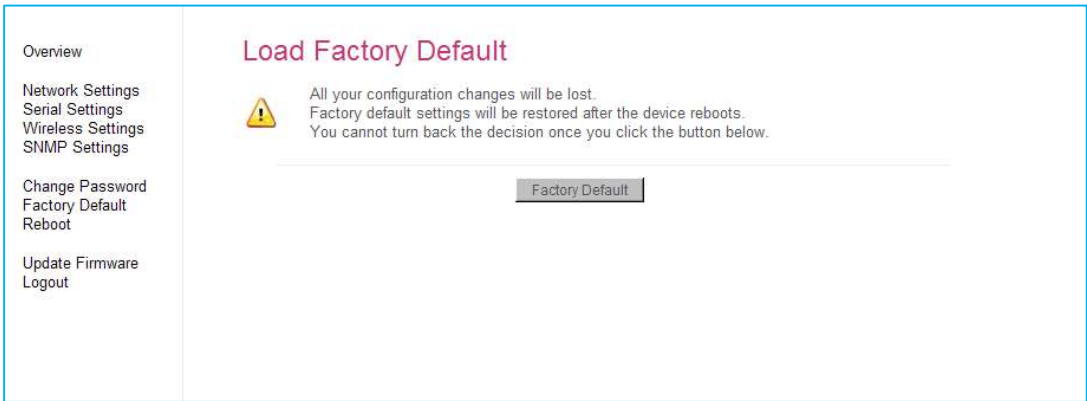 Overview
Network Settings
Serial Settings
Wireless Settings
SNMP Settings
Change Password
Factory Default
Reboot
Update Firmware
Logout
Load Factory Default
All your configuration changes will be lost.
Factory default settings will be restored after the device reboots.
You cannot turn back the decision once you click the button below.
Factory Default